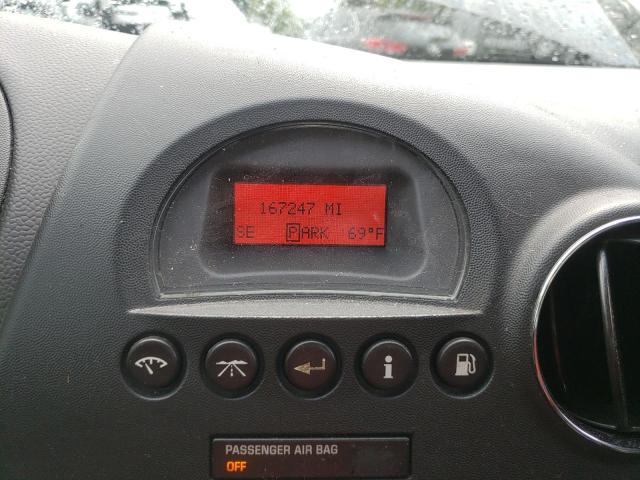 167247 MI
SE PARK 69°F
i
PASSENGER AIR BAG
OFF